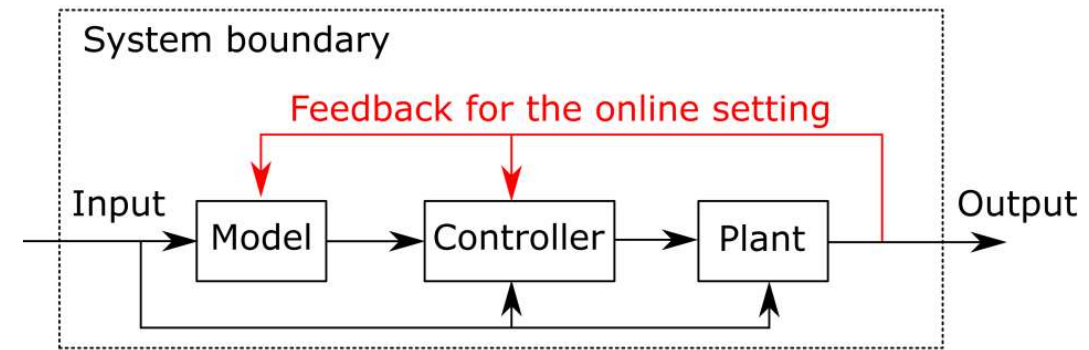 System boundary
Feedback for the online setting
Input
Output
Model
Controller
Plant